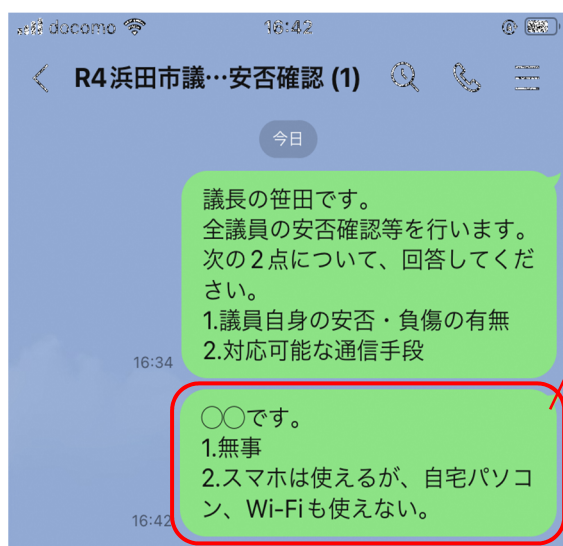 docomo 16:42
R4浜田市議…安否確認 (1)
今日
議長の笹田です。
全議員の安否確認等を行います。
次の2点について、回答してくだ
さい。
1.議員自身の安否・負傷の有無
2.対応可能な通信手段
16:34
○○です。
1.無事
2.スマホは使えるが、自宅パソコ
ン、Wi-Fiも使えない。
16:42